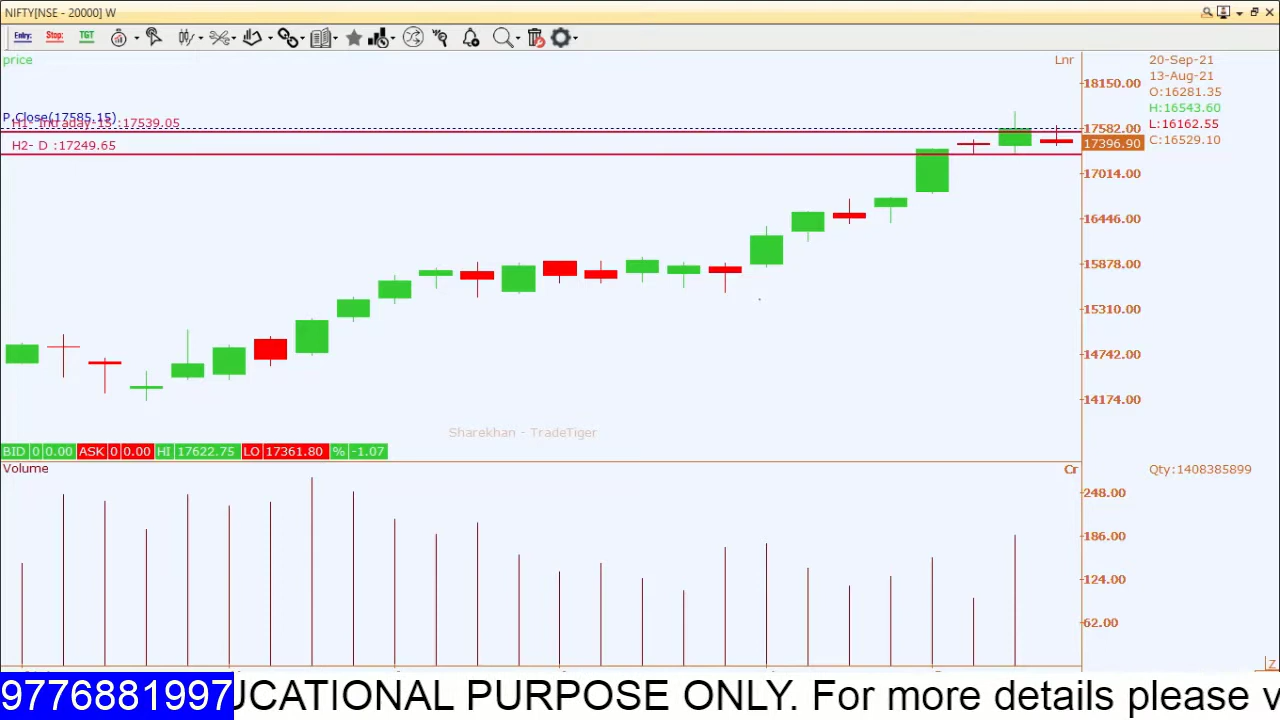 NIFTY[NSE - 20000] W
Entry: Stop: TGT
price
Lnr
20-Sep-21
13-Aug-21
O:16281.35
H:16543.60
L:16162.55
C:16529.10
18150.00
P.Close(17585.15)
H1- Intraday-15 :17539.05
17582.00
H2- D :17249.65
17396.90
17014.00
16446.00
15878.00
15310.00
14742.00
14174.00
Sharekhan - TradeTiger
BID 0 0.00 ASK 0 0.00 HI 17622.75 LO 17361.80 % -1.07
Volume
Cr
Qty:1408385899
248.00
186.00
124.00
62.00
Z
9776881997 UCATIONAL PURPOSE ONLY. For more details please v